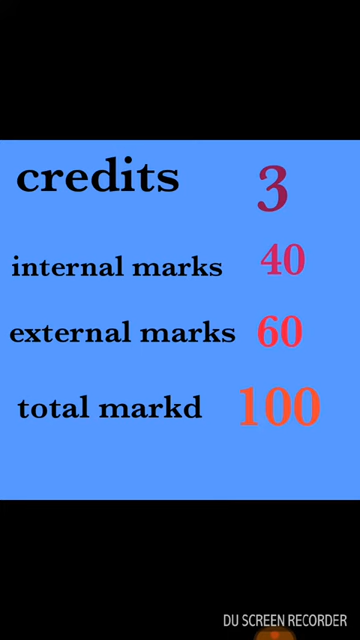 credits 3
internal marks 40
external marks 60
total markd 100
DU SCREEN RECORDER